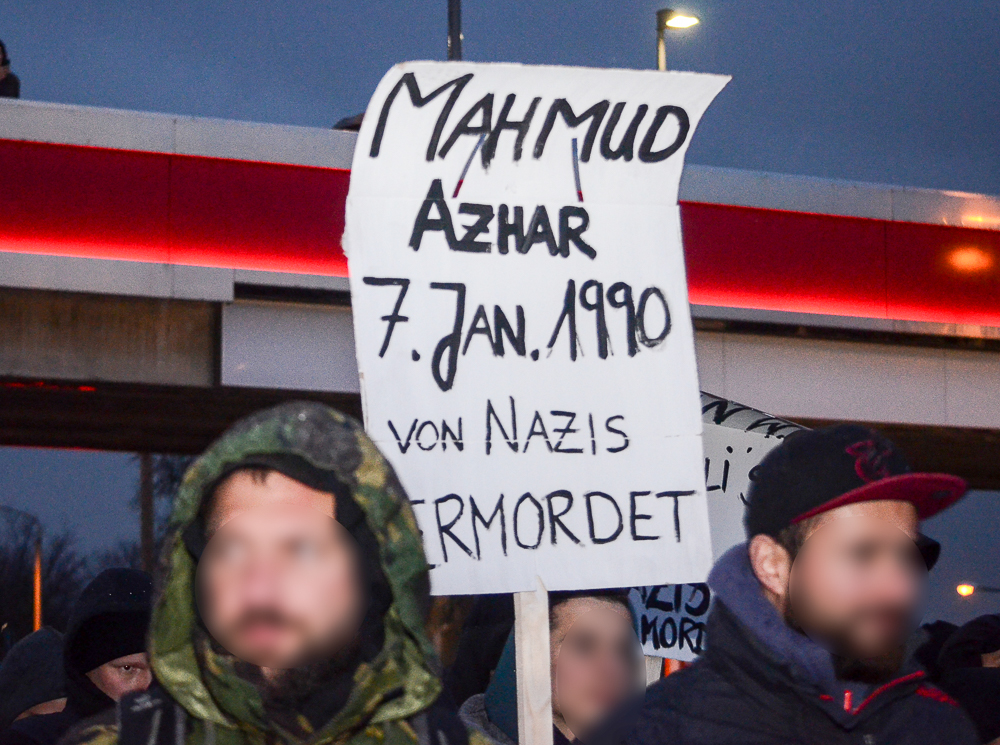 MAHMUD
AZHAR
7. JAN. 1990
VON NAZIS
ERMORDET